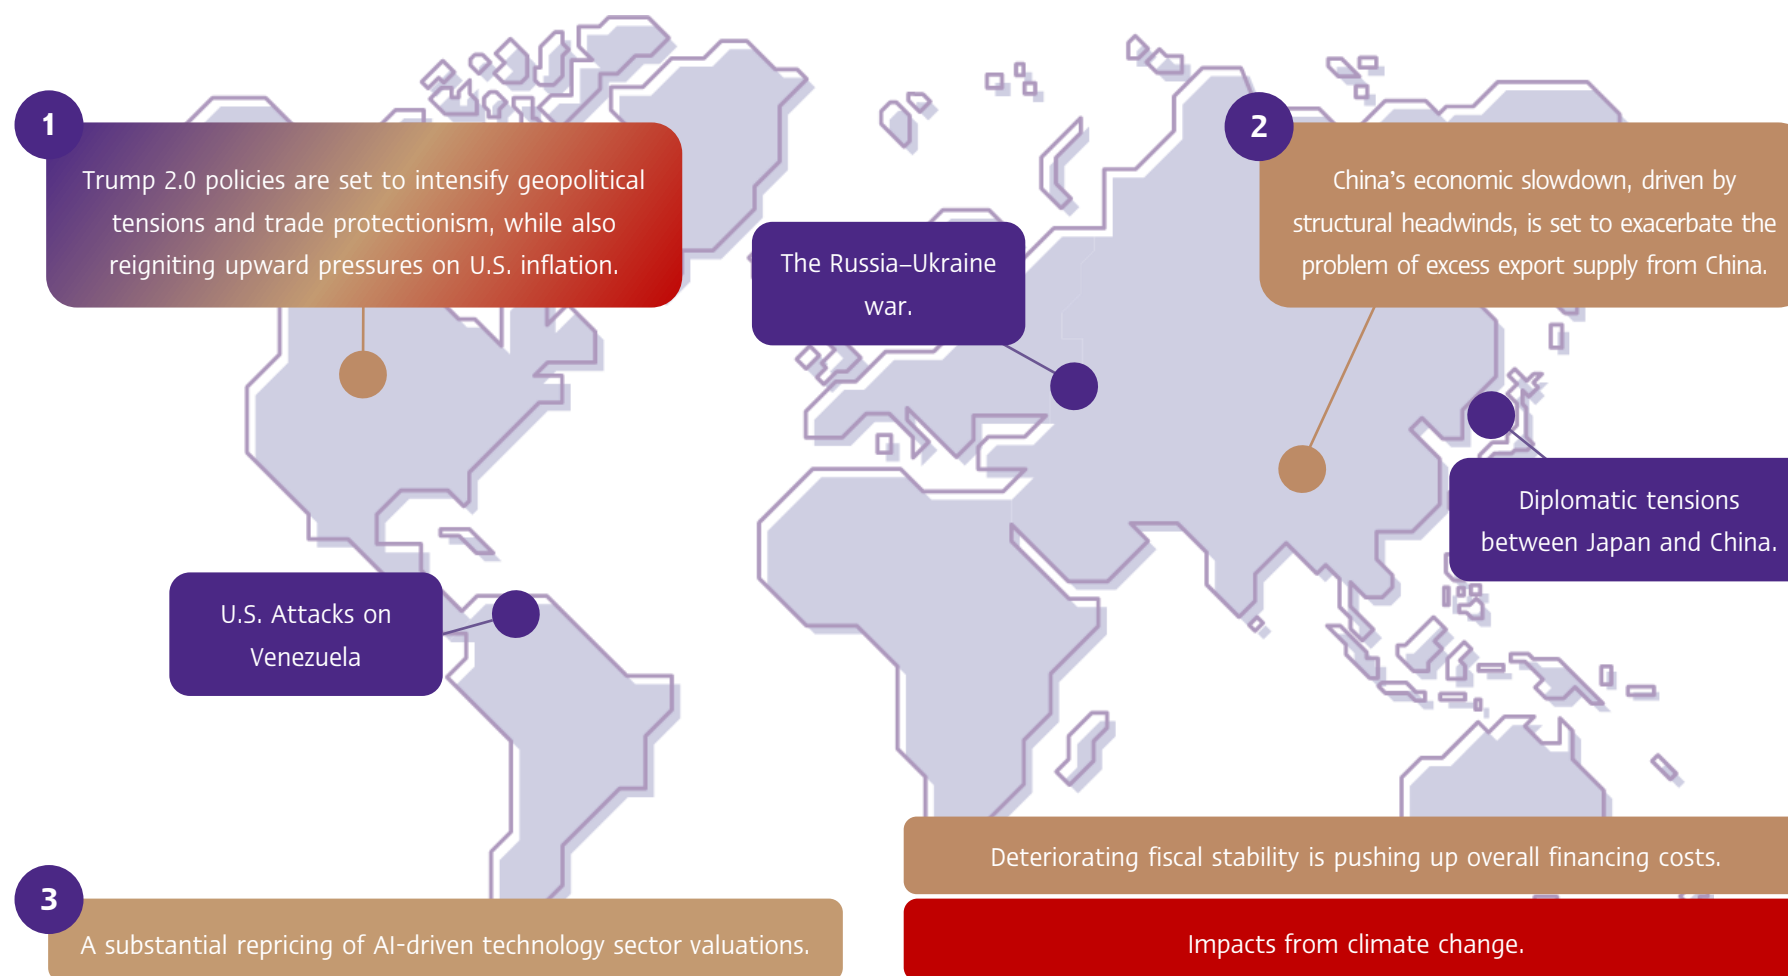 1
Trump 2.0 policies are set to intensify geopolitical
tensions and trade protectionism, while also
reigniting upward pressures on U.S. inflation.
2
China’s economic slowdown, driven by
structural headwinds, is set to exacerbate the
problem of excess export supply from China.
The Russia–Ukraine
war.
Diplomatic tensions
between Japan and China.
U.S. Attacks on
Venezuela
3
A substantial repricing of AI-driven technology sector valuations.
Deteriorating fiscal stability is pushing up overall financing costs.
Impacts from climate change.